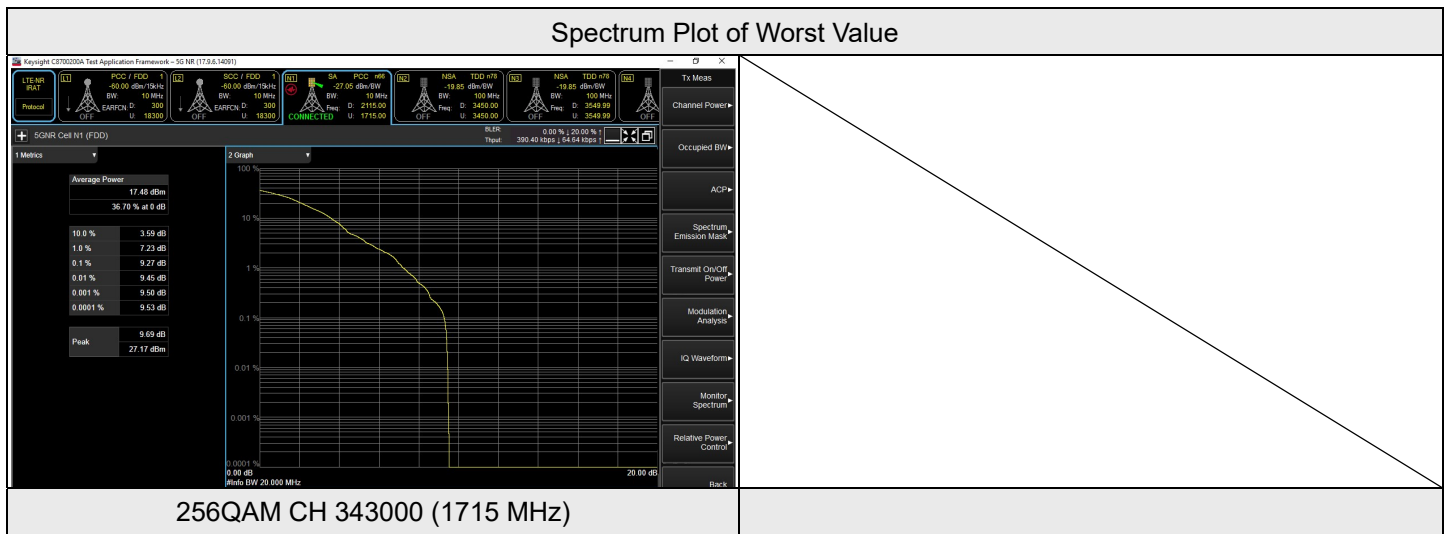 Spectrum Plot of Worst Value
Keysight C8700200A Test Application Framework – 5G NR (17.9.6.14091)
LTE-NR IRAT
Protocol
L1 PCC / FDD 1
-60.00 dBm/15kHz
BW: 10 MHz
EARFCN: D: 300
OFF U: 18300
L2 SCC / FDD 1
-60.00 dBm/15kHz
BW: 10 MHz
EARFCN: D: 300
OFF U: 18300
N1 SA PCC n66
-27.05 dBm/BW
BW: 10 MHz
Freq: D: 2115.00
CONNECTED U: 1715.00
N2 NSA TDD n78
-19.85 dBm/BW
BW: 100 MHz
Freq: D: 3450.00
OFF U: 3450.00
N3 NSA TDD n78
-19.85 dBm/BW
BW: 100 MHz
Freq: D: 3549.99
OFF U: 3549.99
N4
OFF
5GNR Cell N1 (FDD)
BLER: 0.00 % ↓ 20.00 % ↑
Thput: 390.40 kbps ↓ 64.64 kbps ↑
1 Metrics
Average Power
17.48 dBm
36.70 % at 0 dB
10.0 % 3.59 dB
1.0 % 7.23 dB
0.1 % 9.27 dB
0.01 % 9.45 dB
0.001 % 9.50 dB
0.0001 % 9.53 dB
Peak 9.69 dB
27.17 dBm
2 Graph
100 %
10 %
1 %
0.1 %
0.01 %
0.001 %
0.0001 %
0.00 dB 20.00 dB
#Info BW 20.000 MHz
Tx Meas
Channel Power
Occupied BW
ACP
Spectrum
Emission Mask
Transmit On/Off
Power
Modulation
Analysis
IQ Waveform
Monitor
Spectrum
Relative Power
Control
Back
256QAM CH 343000 (1715 MHz)